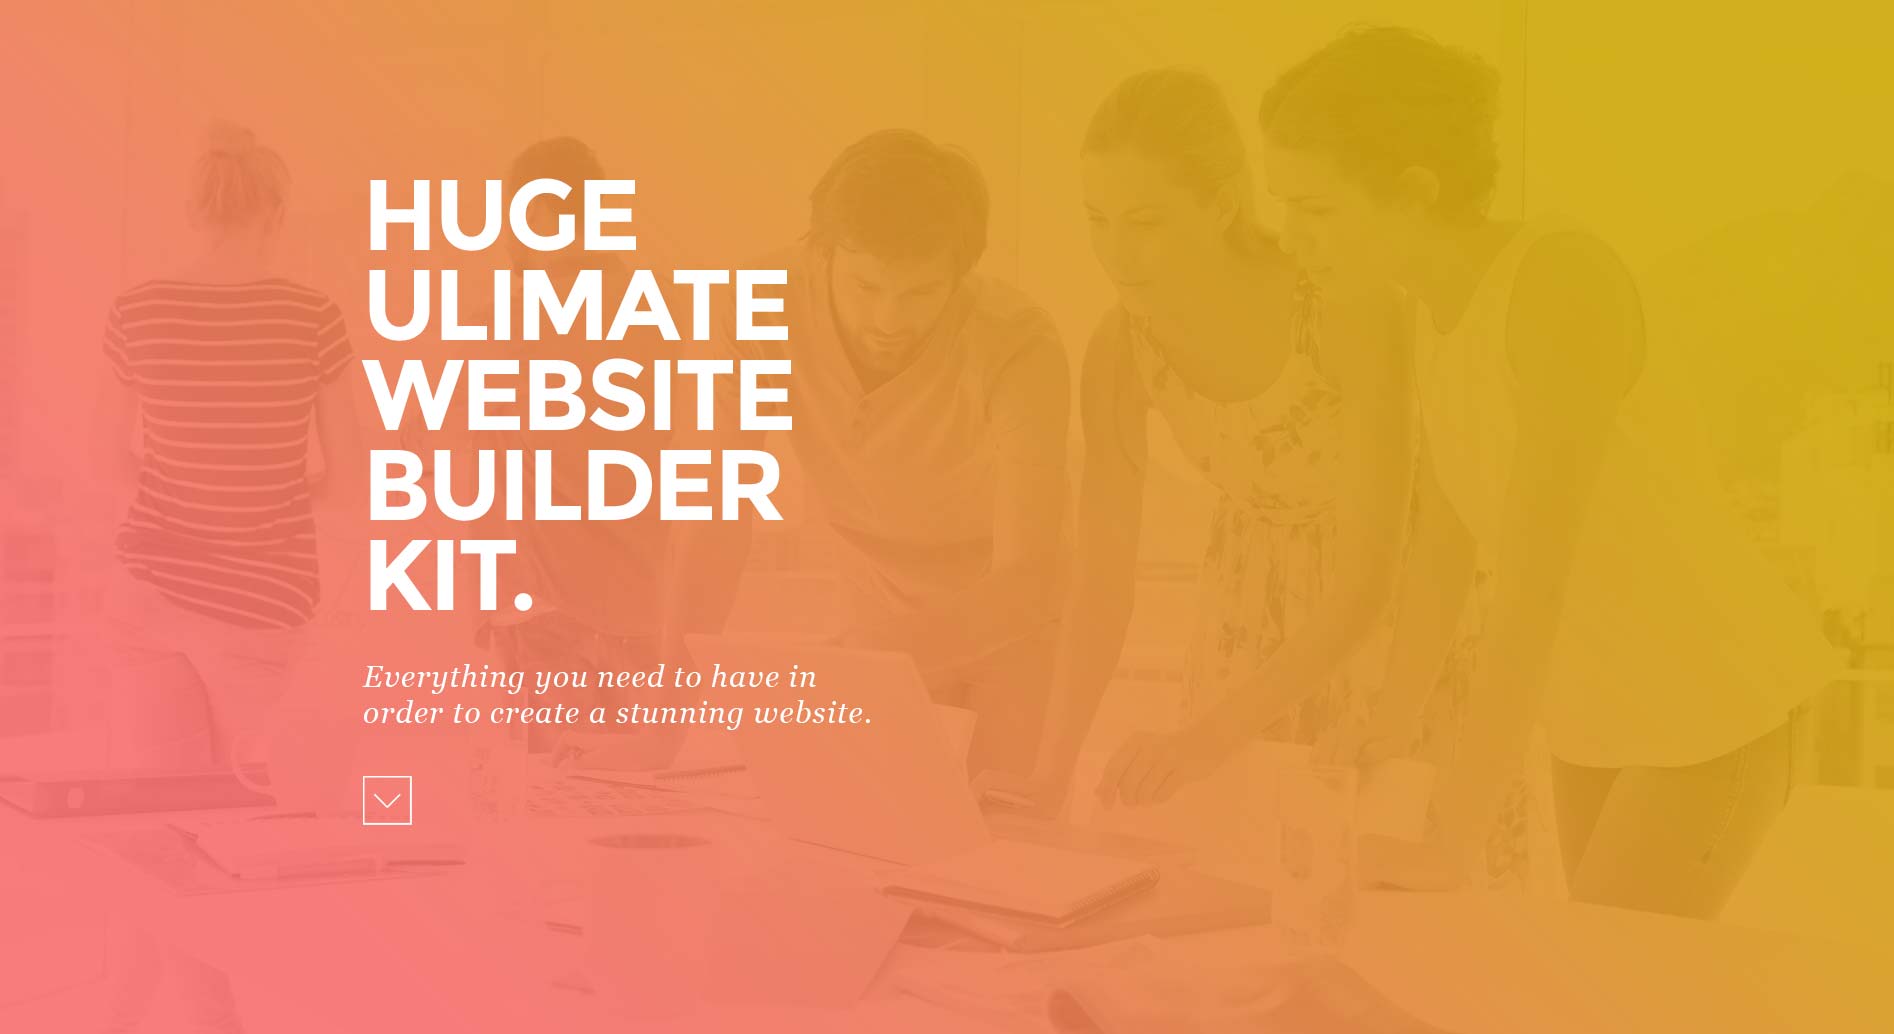 HUGE
ULIMATE
WEBSITE
BUILDER
KIT.
Everything you need to have in
order to create a stunning website.